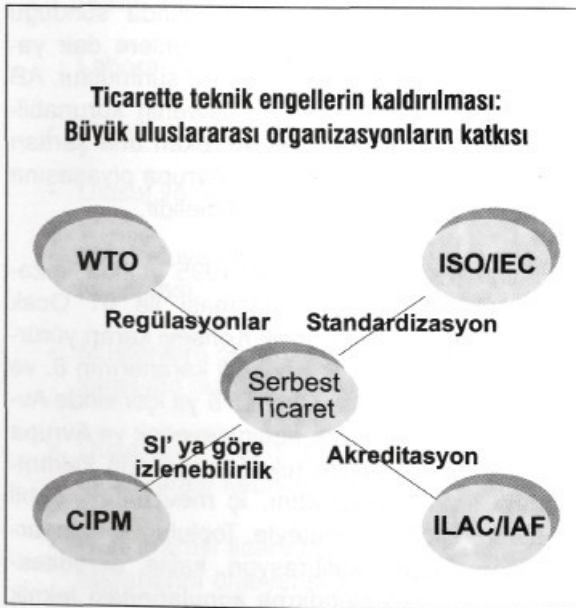 Ticarette teknik engellerin kaldırılması:
Büyük uluslararası organizasyonların katkısı
WTO
ISO/IEC
Regülasyonlar
Standardizasyon
Serbest
Ticaret
SI' ya göre
izlenebilirlik
Akreditasyon
CIPM
ILAC/IAF